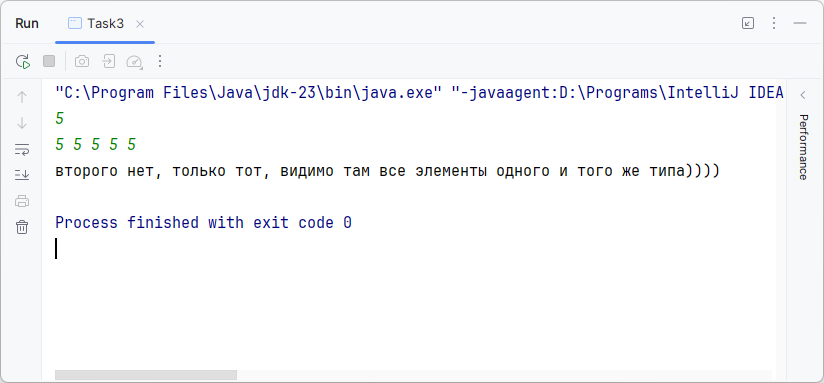 Run
Task3
"C:\Program Files\Java\jdk-23\bin\java.exe" "-javaagent:D:\Programs\IntelliJ IDEA
5
5 5 5 5 5
второго нет, только тот, видимо там все элементы одного и того же типа))))
Process finished with exit code 0
Performance